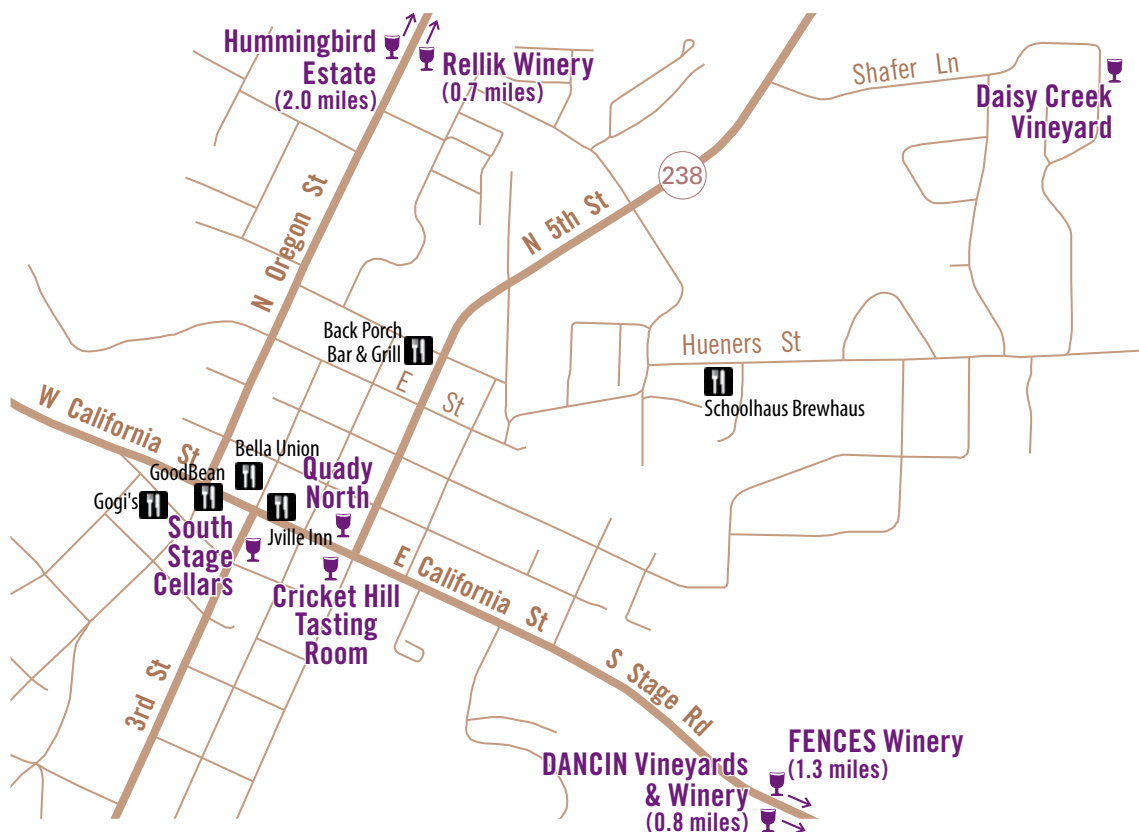 Hummingbird
Estate
(2.0 miles)
Rellik Winery
(0.7 miles)
Shafer Ln
Daisy Creek
Vineyard
238
N Oregon St
N 5th St
Back Porch
Bar & Grill
E St
Hueners St
Schoolhaus Brewhaus
W California St
Bella Union
GoodBean
Gogi's
Quady
North
South
Stage
Cellars
Jville Inn
Cricket Hill
Tasting
Room
E California St
3rd St
S Stage Rd
FENCES Winery
(1.3 miles)
DANCIN Vineyards
& Winery
(0.8 miles)